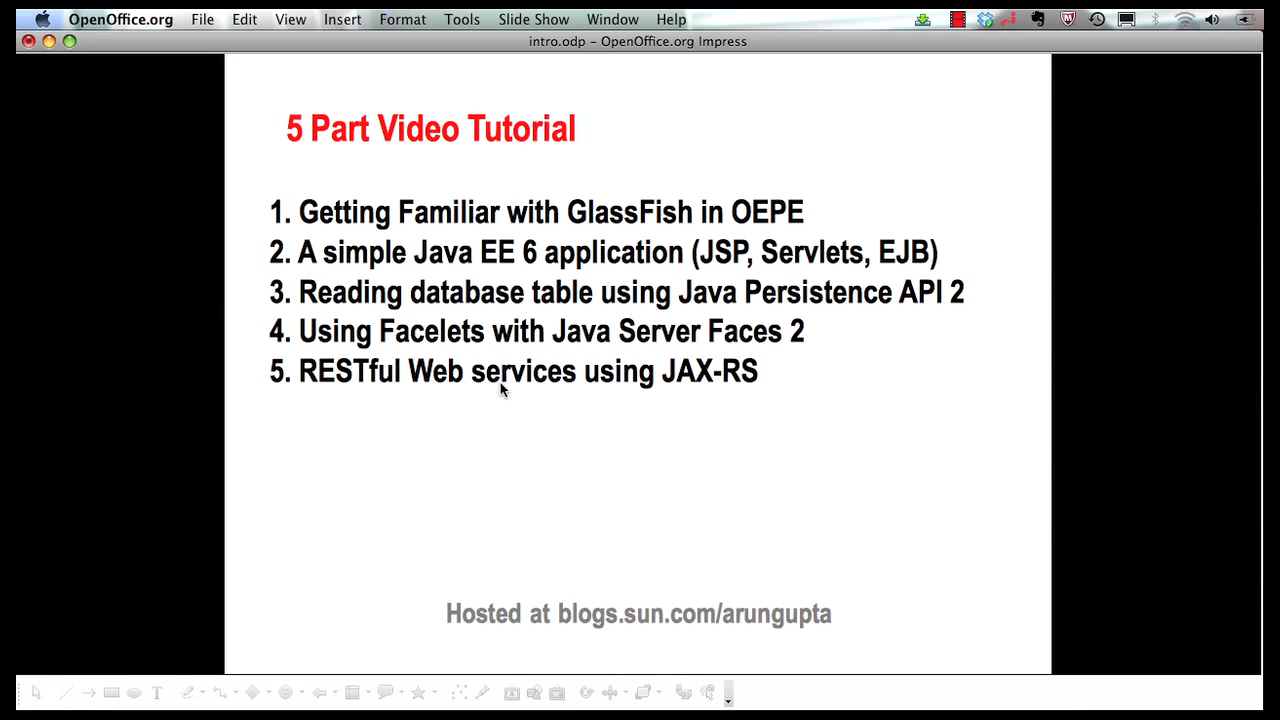 OpenOffice.org File Edit View Insert Format Tools Slide Show Window Help
intro.odp – OpenOffice.org Impress
5 Part Video Tutorial
1. Getting Familiar with GlassFish in OEPE
2. A simple Java EE 6 application (JSP, Servlets, EJB)
3. Reading database table using Java Persistence API 2
4. Using Facelets with Java Server Faces 2
5. RESTful Web services using JAX-RS
Hosted at blogs.sun.com/arungupta